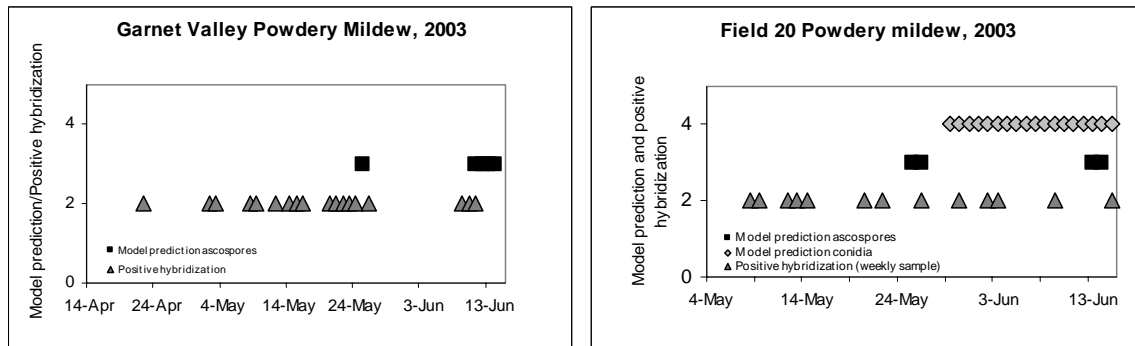 Garnet Valley Powdery Mildew, 2003
Model prediction/Positive hybridization
4
2
0
Model prediction ascospores
Positive hybridization
14-Apr 24-Apr 4-May 14-May 24-May 3-Jun 13-Jun
Field 20 Powdery mildew, 2003
Model prediction and positive
hybridization
4
2
0
Model prediction ascospores
Model prediction conidia
Positive hybridization (weekly sample)
4-May 14-May 24-May 3-Jun 13-Jun